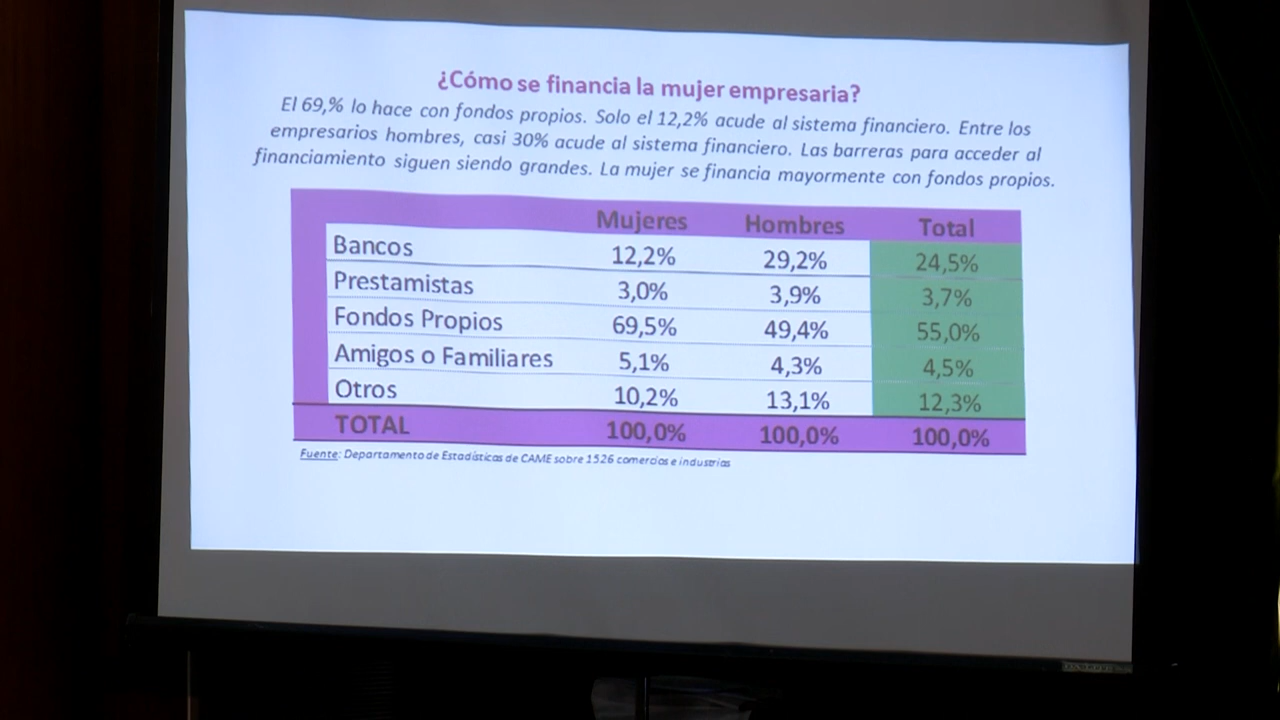 ¿Cómo se financia la mujer empresaria?
El 69,% lo hace con fondos propios. Solo el 12,2% acude al sistema financiero. Entre los
empresarios hombres, casi 30% acude al sistema financiero. Las barreras para acceder al
financiamiento siguen siendo grandes. La mujer se financia mayormente con fondos propios.
Mujeres Hombres Total
Bancos 12,2% 29,2% 24,5%
Prestamistas 3,0% 3,9% 3,7%
Fondos Propios 69,5% 49,4% 55,0%
Amigos o Familiares 5,1% 4,3% 4,5%
Otros 10,2% 13,1% 12,3%
TOTAL 100,0% 100,0% 100,0%
Fuente: Departamento de Estadísticas de CAME sobre 1526 comercios e industrias